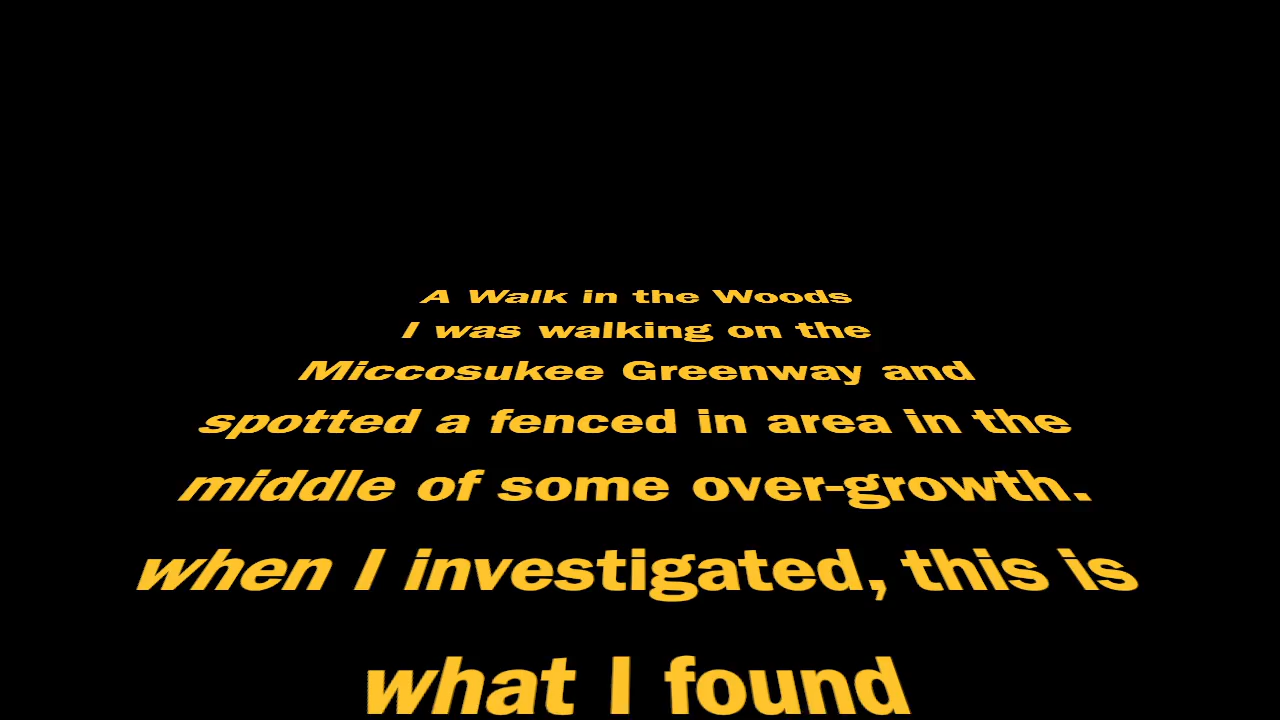 A Walk in the Woods
I was walking on the
Miccosukee Greenway and
spotted a fenced in area in the
middle of some over-growth.
when I investigated, this is
what I found